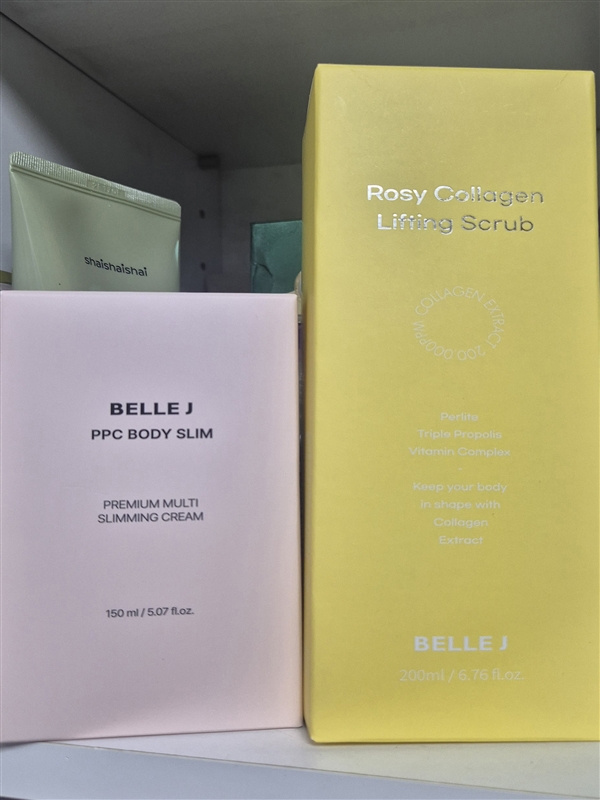 shaishaishai
BELLE J
PPC BODY SLIM
PREMIUM MULTI
SLIMMING CREAM
150 ml / 5.07 fl.oz.
Rosy Collagen
Lifting Scrub
COLLAGEN EXTRACT 200,000PPM
Perlite
Triple Propolis
Vitamin Complex
Keep your body
in shape with
Collagen
Extract
BELLE J
200ml / 6.76 fl.oz.